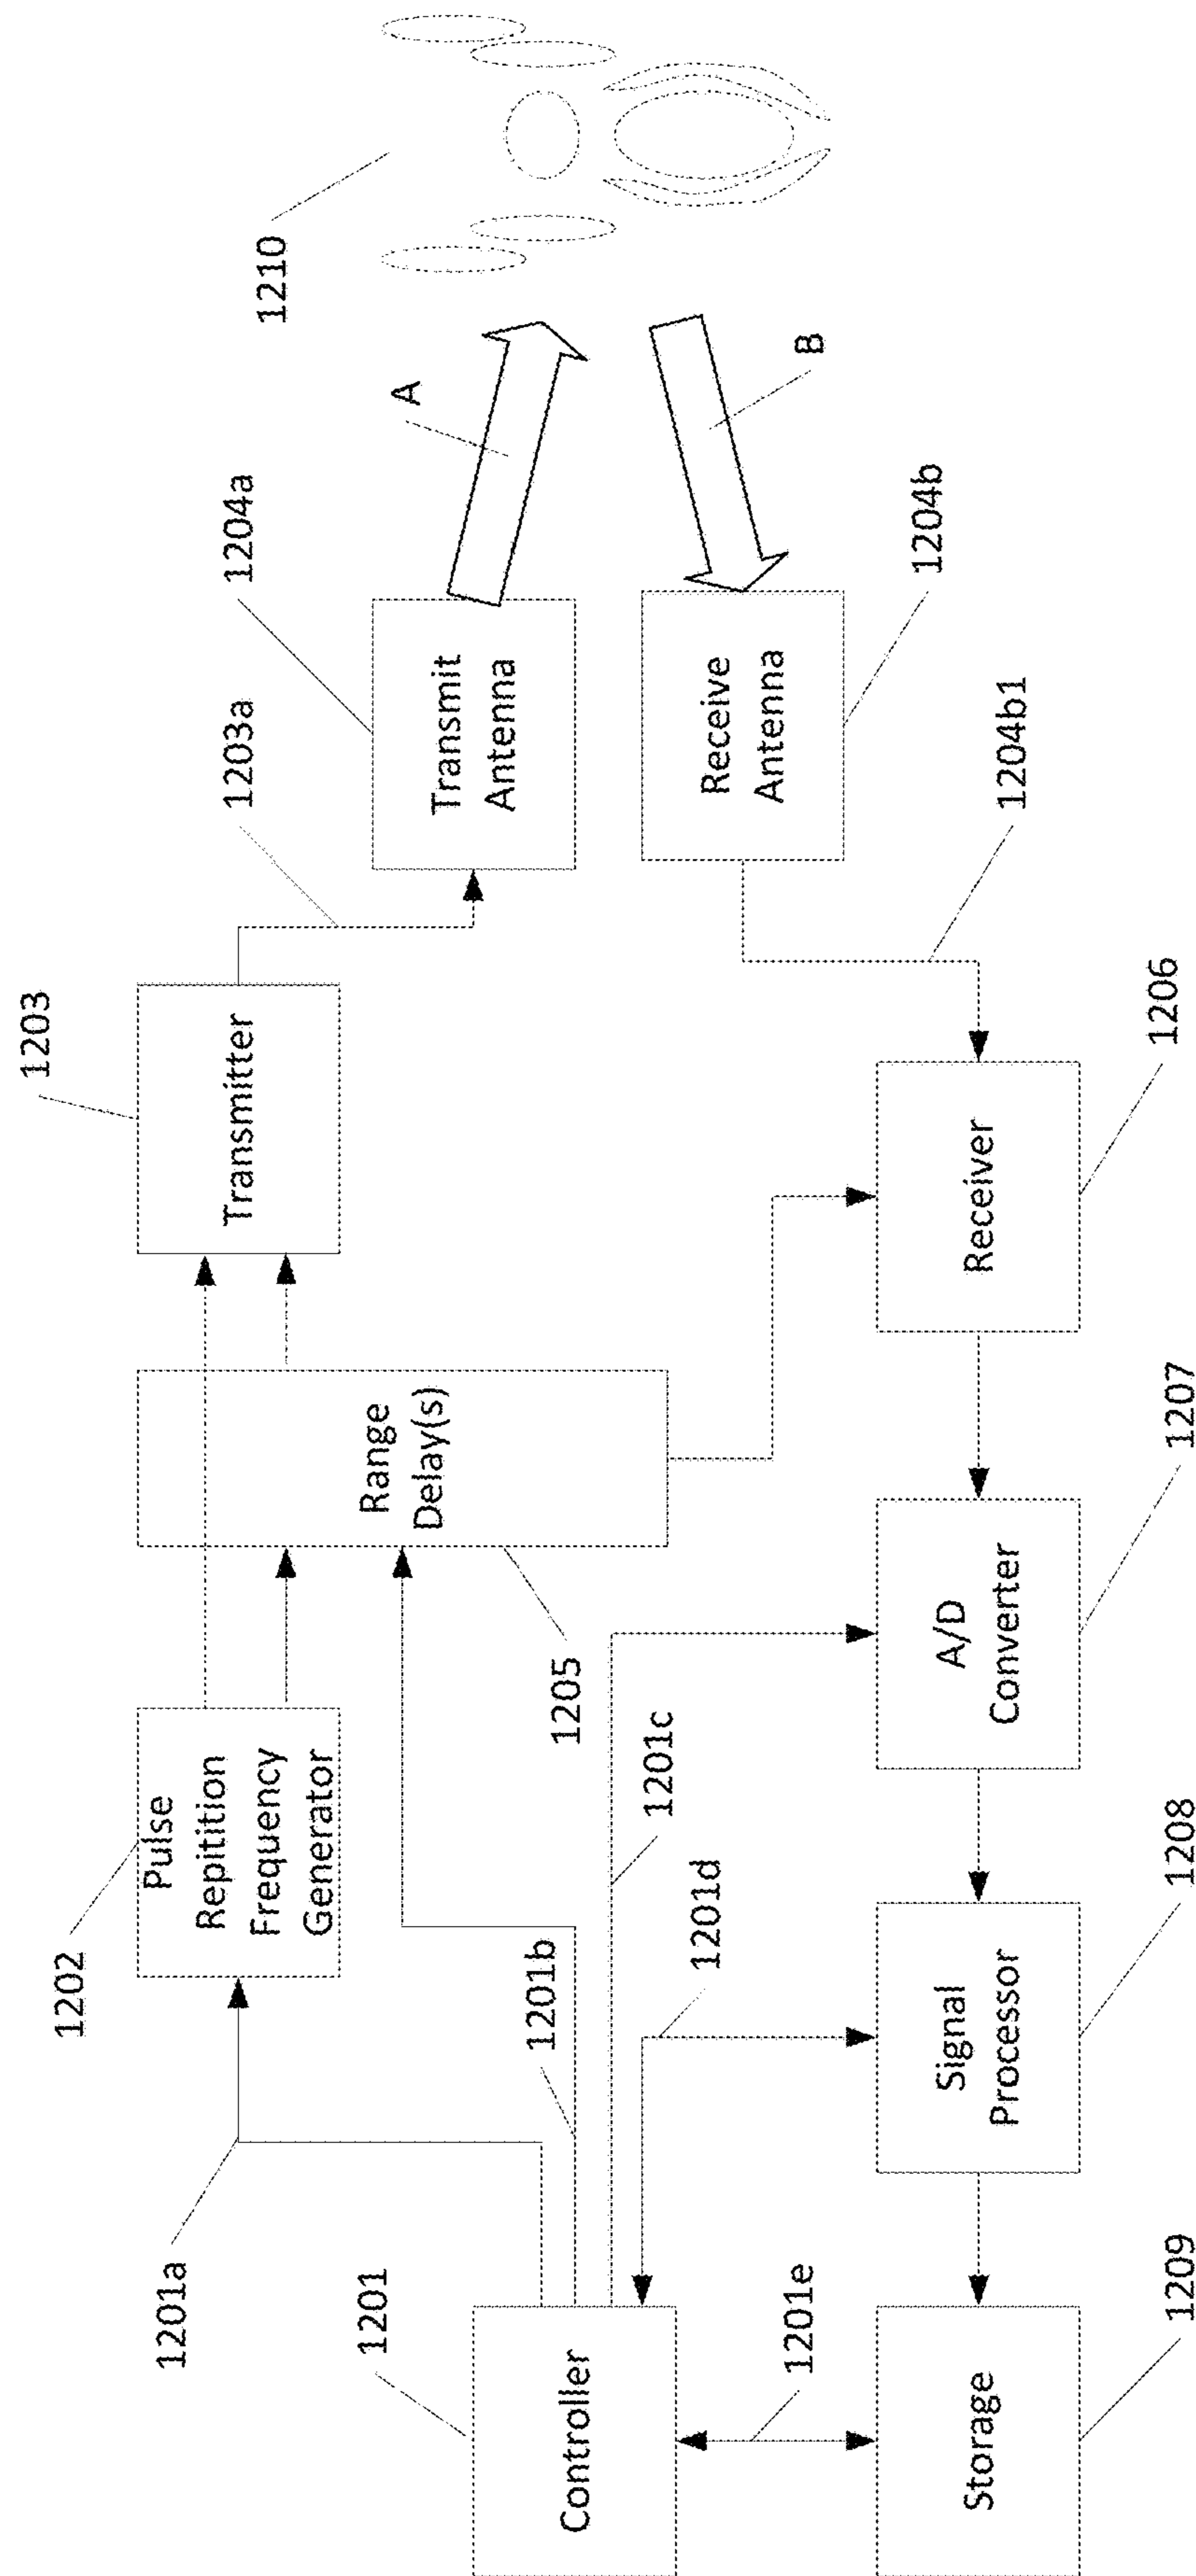 1203
1202
Pulse
Repitition
Frequency
Generator
Transmitter
1201a
1203a
1204a
1210
1201
Range
Delay(s)
A
Transmit
Antenna
1201b
1205
Controller
1201c
1201d
Receive
Antenna
B
1201e
1204b
1204b1
Storage
Signal
Processor
A/D
Converter
Receiver
1209
1208
1207
1206